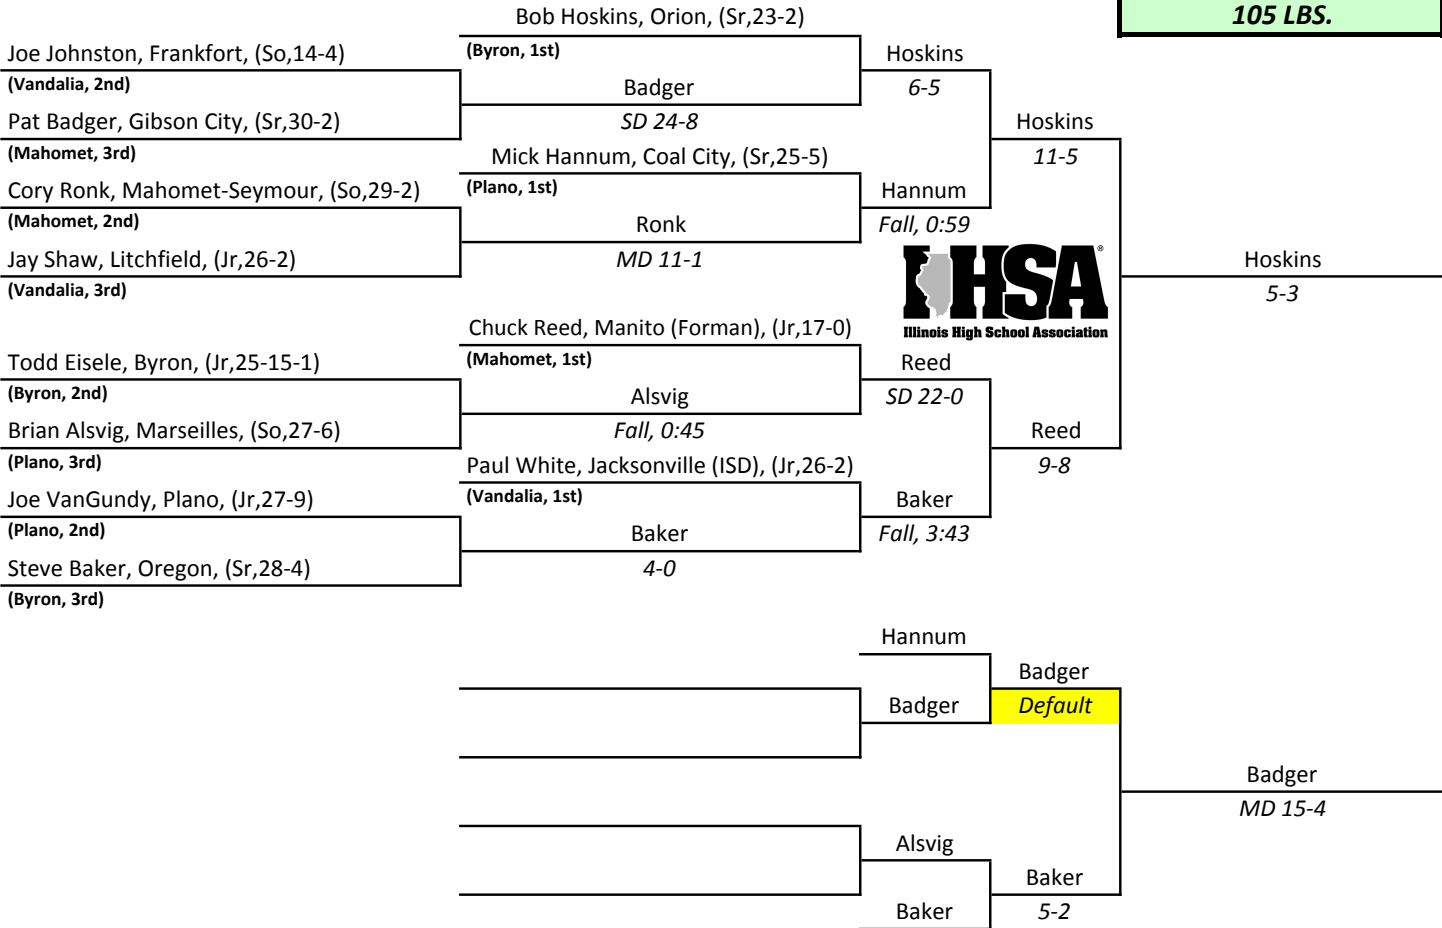 Bob Hoskins, Orion, (Sr,23-2)
105 LBS.
Joe Johnston, Frankfort, (So,14-4)
(Byron, 1st)
Hoskins
(Vandalia, 2nd)
Badger
6-5
Pat Badger, Gibson City, (Sr,30-2)
SD 24-8
Hoskins
(Mahomet, 3rd)
Mick Hannum, Coal City, (Sr,25-5)
11-5
Cory Ronk, Mahomet-Seymour, (So,29-2)
(Plano, 1st)
Hannum
(Mahomet, 2nd)
Ronk
Fall, 0:59
Jay Shaw, Litchfield, (Jr,26-2)
MD 11-1
IHSA®
Hoskins
(Vandalia, 3rd)
5-3
Chuck Reed, Manito (Forman), (Jr,17-0)
Illinois High School Association
Todd Eisele, Byron, (Jr,25-15-1)
(Mahomet, 1st)
Reed
(Byron, 2nd)
Alsvig
SD 22-0
Brian Alsvig, Marseilles, (So,27-6)
Fall, 0:45
Reed
(Plano, 3rd)
Paul White, Jacksonville (ISD), (Jr,26-2)
9-8
Joe VanGundy, Plano, (Jr,27-9)
(Vandalia, 1st)
Baker
(Plano, 2nd)
Baker
Fall, 3:43
Steve Baker, Oregon, (Sr,28-4)
4-0
(Byron, 3rd)
Hannum
Badger
Badger
Default
Badger
MD 15-4
Alsvig
Baker
Baker
5-2